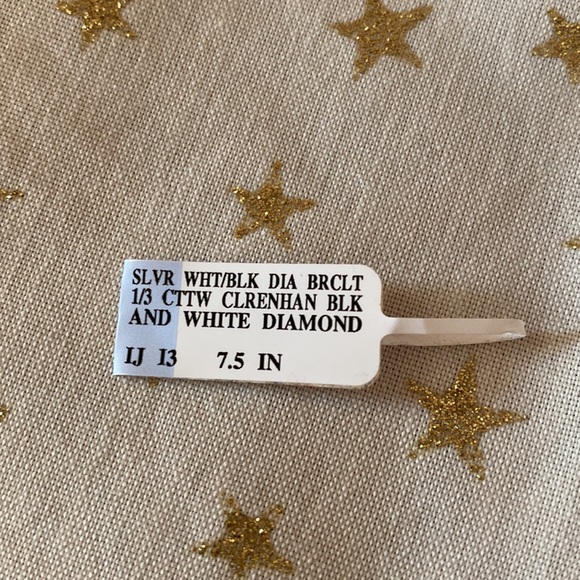 SLVR WHT/BLK DIA BRCLT
1/3 CTTW CLRENHAN BLK
AND WHITE DIAMOND
IJ I3 7.5 IN